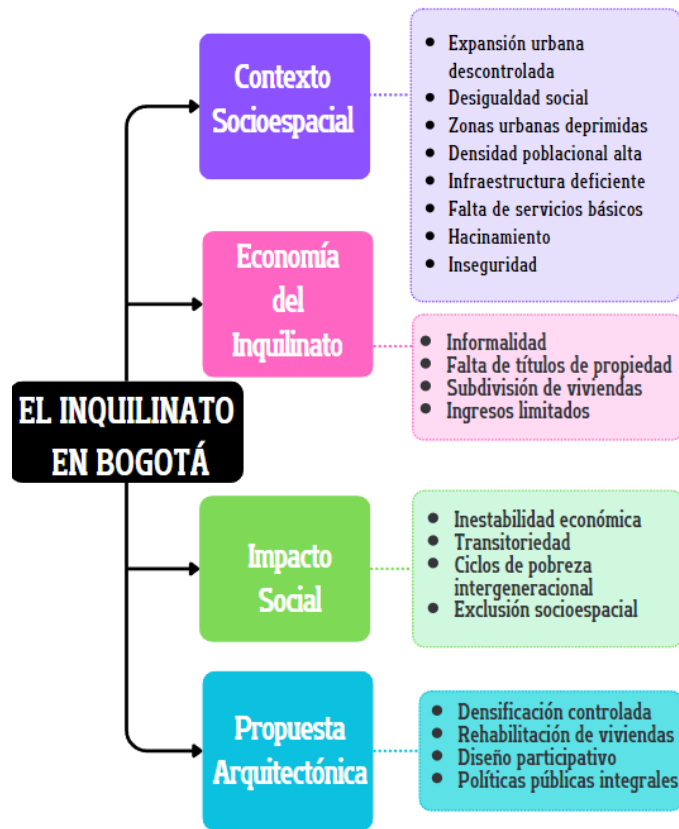 EL INQUILINATO
EN BOGOTÁ
Contexto
Socioespacial
• Expansión urbana
descontrolada
• Desigualdad social
• Zonas urbanas deprimidas
• Densidad poblacional alta
• Infraestructura deficiente
• Falta de servicios básicos
• Hacinamiento
• Inseguridad
Economía
del
Inquilinato
• Informalidad
• Falta de títulos de propiedad
• Subdivisión de viviendas
• Ingresos limitados
Impacto
Social
• Inestabilidad económica
• Transitoriedad
• Ciclos de pobreza
intergeneracional
• Exclusión socioespacial
Propuesta
Arquitectónica
• Densificación controlada
• Rehabilitación de viviendas
• Diseño participativo
• Políticas públicas integrales